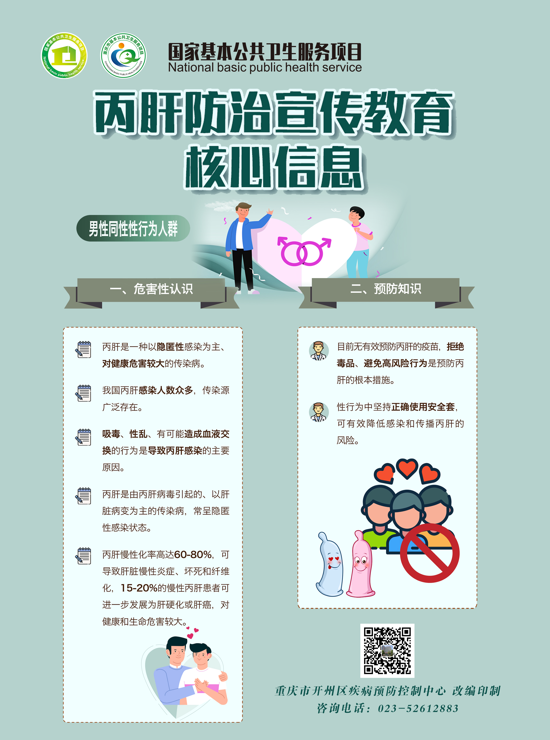 国家基本公共卫生服务项目
National basic public health service
丙肝防治宣传教育
核心信息
男性同性性行为人群
一、危害性认识
丙肝是一种以隐匿性感染为主、
对健康危害较大的传染病。
我国丙肝感染人数众多，传染源
广泛存在。
吸毒、性乱、有可能造成血液交
换的行为是导致丙肝感染的主要
原因。
丙肝是由丙肝病毒引起的、以肝
脏病变为主的传染病，常呈隐匿
性感染状态。
丙肝慢性化率高达60-80%，可
导致肝脏慢性炎症、坏死和纤维
化，15-20%的慢性丙肝患者可
进一步发展为肝硬化或肝癌，对
健康和生命危害较大。
二、预防知识
目前无有效预防丙肝的疫苗，拒绝
毒品、避免高风险行为是预防丙
肝的根本措施。
性行为中坚持正确使用安全套，
可有效降低感染和传播丙肝的
风险。
重庆市开州区疾病预防控制中心 改编印制
咨询电话：023-52612883